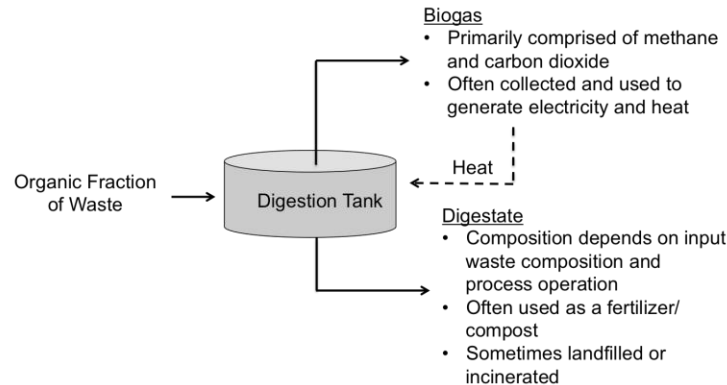 Biogas
• Primarily comprised of methane
and carbon dioxide
• Often collected and used to
generate electricity and heat
Heat
Organic Fraction
of Waste
Digestion Tank
Digestate
• Composition depends on input
waste composition and
process operation
• Often used as a fertilizer/
compost
• Sometimes landfilled or
incinerated